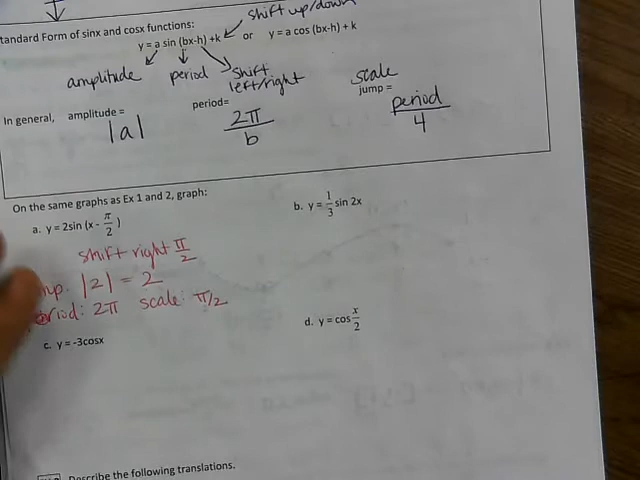 shift up/down
tandard Form of sinx and cosx functions:
y = a sin (bx-h) +k or y = a cos (bx-h) + k
amplitude period shift left/right
scale
In general, amplitude = period= jump =
|a| 2π/b period/4
On the same graphs as Ex 1 and 2, graph:
a. y = 2sin (x - π/2) b. y = 1/3 sin 2x
shift right π/2
mp. |2| = 2
riod: 2π scale: π/2
c. y = -3cosx d. y = cos x/2
Describe the following translations.